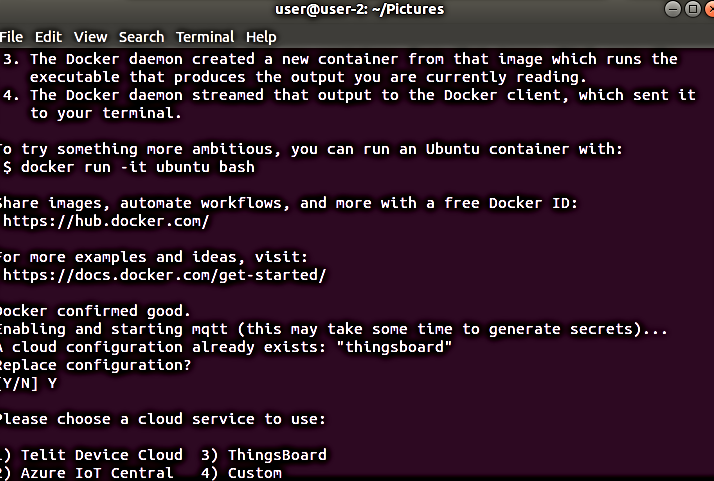 user@user-2: ~/Pictures
File Edit View Search Terminal Help
3. The Docker daemon created a new container from that image which runs the
executable that produces the output you are currently reading.
4. The Docker daemon streamed that output to the Docker client, which sent it
to your terminal.
To try something more ambitious, you can run an Ubuntu container with:
$ docker run -it ubuntu bash
Share images, automate workflows, and more with a free Docker ID:
https://hub.docker.com/
For more examples and ideas, visit:
https://docs.docker.com/get-started/
Docker confirmed good.
Enabling and starting mqtt (this may take some time to generate secrets)...
A cloud configuration already exists: "thingsboard"
Replace configuration?
[Y/N] Y
Please choose a cloud service to use:
1) Telit Device Cloud 3) ThingsBoard
2) Azure IoT Central 4) Custom